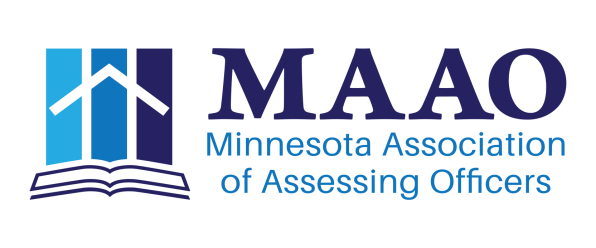 MAAO
Minnesota Association
of Assessing Officers